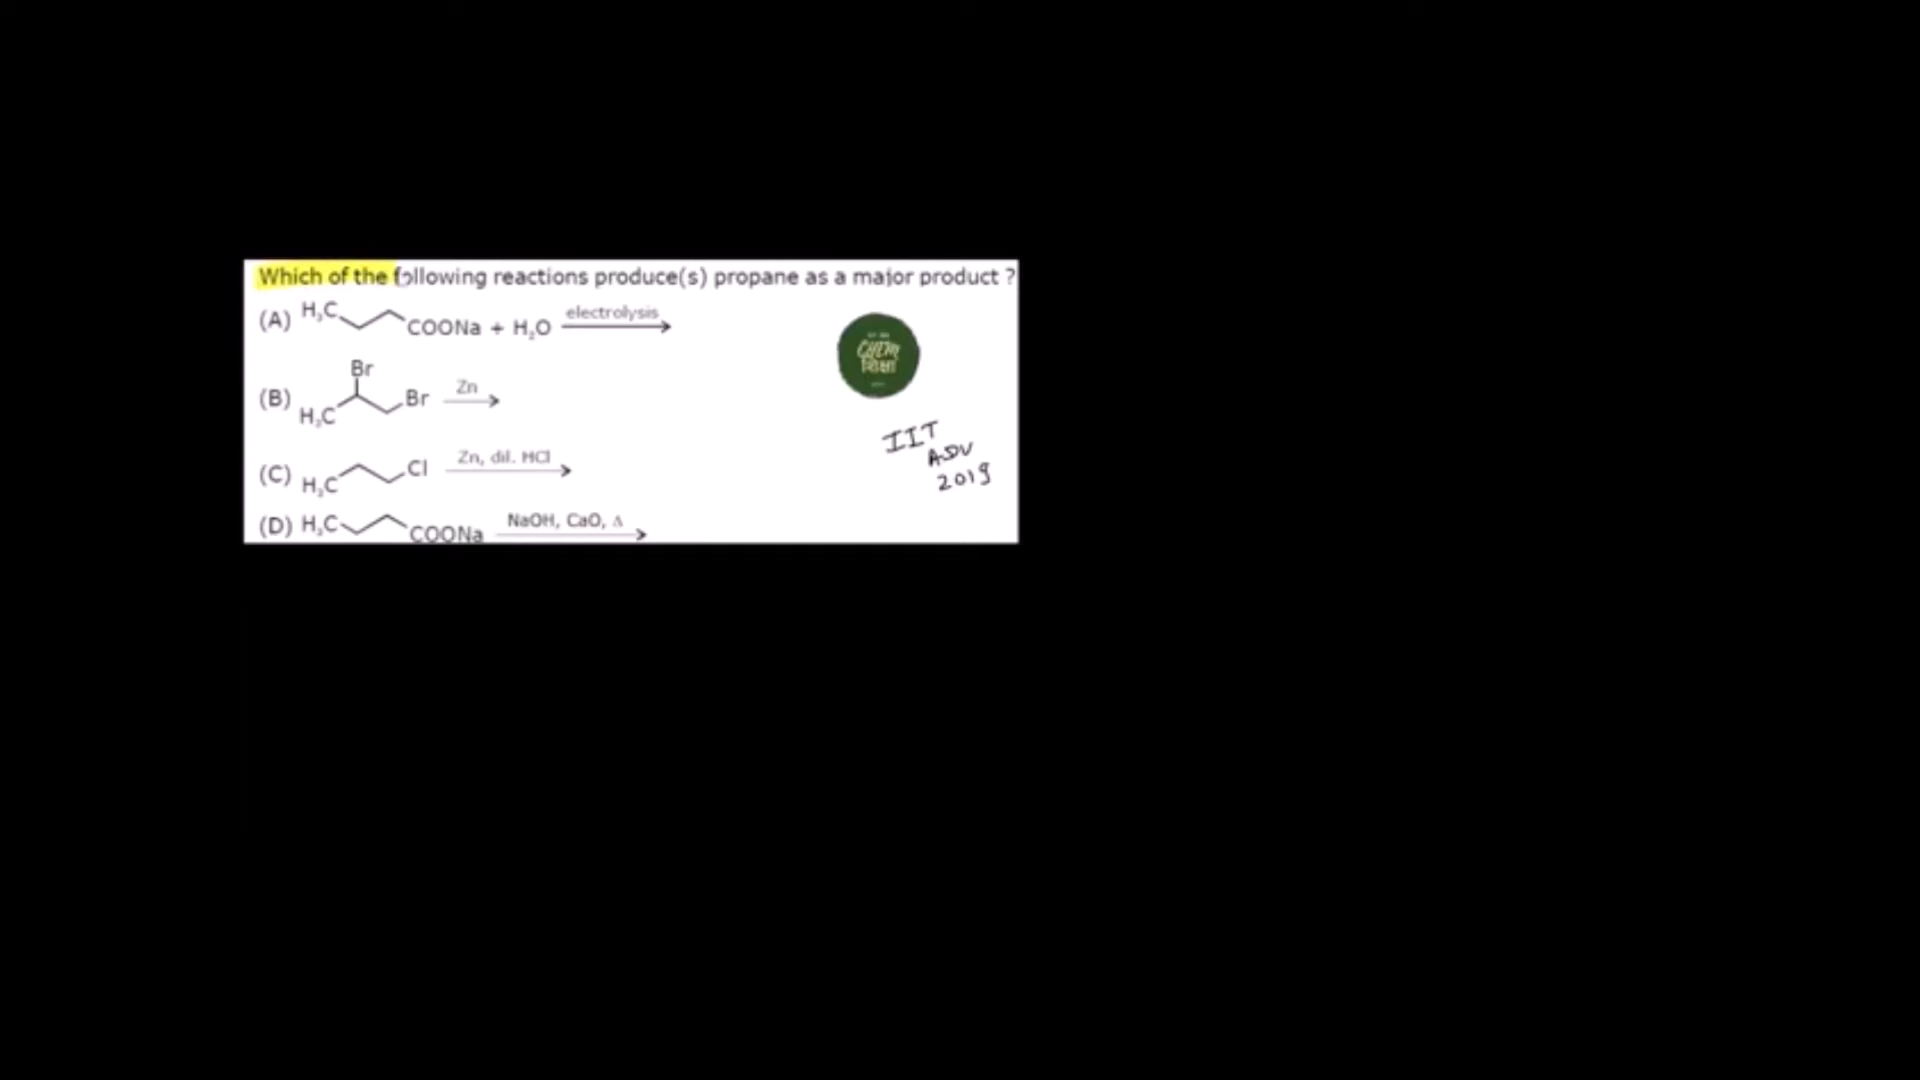 Which of the following reactions produce(s) propane as a major product ?
(A) H₃C COONa + H₂O electrolysis
Br
(B) H₃C Br Zn
(C) H₃C Cl Zn, dil. HCl
(D) H₃C COONa NaOH, CaO, Δ
CHEM
शिक्षा
IIT
ADV
2019